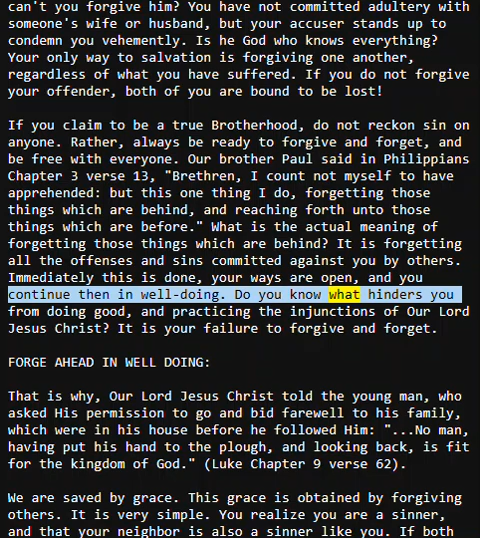 can't you forgive him? You have not committed adultery with
someone's wife or husband, but your accuser stands up to
condemn you vehemently. Is he God who knows everything?
Your only way to salvation is forgiving one another,
regardless of what you have suffered. If you do not forgive
your offender, both of you are bound to be lost!

If you claim to be a true Brotherhood, do not reckon sin on
anyone. Rather, always be ready to forgive and forget, and
be free with everyone. Our brother Paul said in Philippians
Chapter 3 verse 13, "Brethren, I count not myself to have
apprehended: but this one thing I do, forgetting those
things which are behind, and reaching forth unto those
things which are before." What is the actual meaning of
forgetting those things which are behind? It is forgetting
all the offenses and sins committed against you by others.
Immediately this is done, your ways are open, and you
continue then in well-doing. Do you know what hinders you
from doing good, and practicing the injunctions of Our Lord
Jesus Christ? It is your failure to forgive and forget.

FORGE AHEAD IN WELL DOING:

That is why, Our Lord Jesus Christ told the young man, who
asked His permission to go and bid farewell to his family,
which were in his house before he followed Him: "...No man,
having put his hand to the plough, and looking back, is fit
for the kingdom of God." (Luke Chapter 9 verse 62).

We are saved by grace. This grace is obtained by forgiving
others. It is very simple. You realize you are a sinner,
and that your neighbor is also a sinner like you. If both